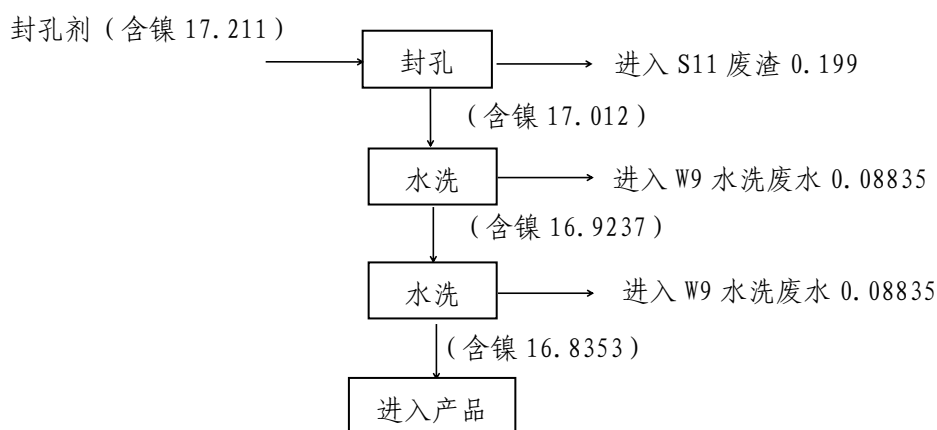 封孔剂（含镍 17.211）
封孔
进入 S11 废渣 0.199
（含镍 17.012）
水洗
进入 W9 水洗废水 0.08835
（含镍 16.9237）
水洗
进入 W9 水洗废水 0.08835
（含镍 16.8353）
进入产品